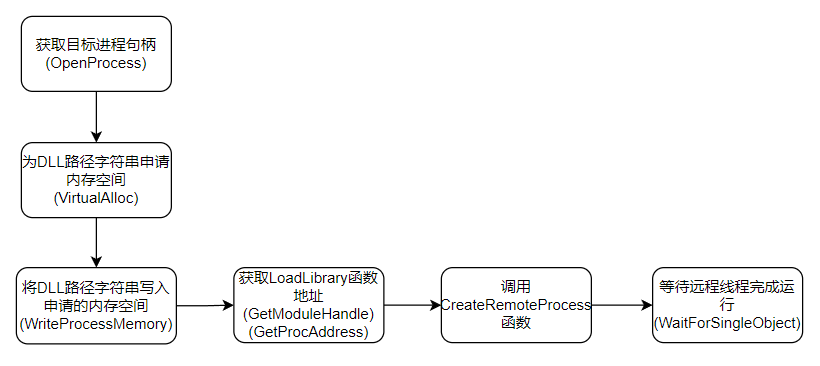 获取目标进程句柄
(OpenProcess)
为DLL路径字符串申请
内存空间
(VirtualAlloc)
将DLL路径字符串写入
申请的内存空间
(WriteProcessMemory)
获取LoadLibrary函数
地址
(GetModuleHandle)
(GetProcAddress)
调用
CreateRemoteProcess
函数
等待远程线程完成运
行
(WaitForSingleObject)